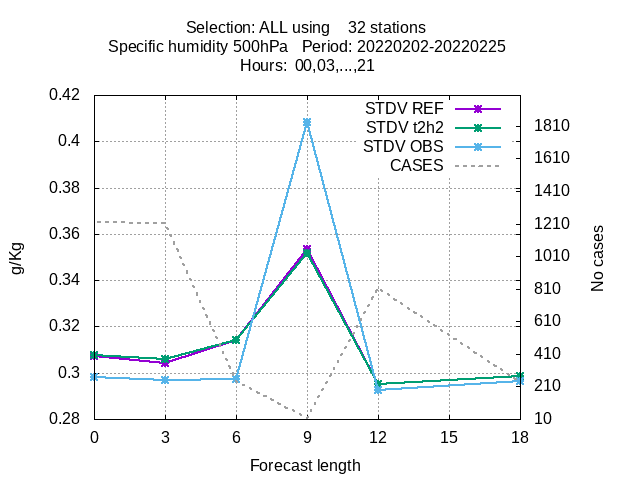 Selection: ALL using 32 stations
Specific humidity 500hPa Period: 20220202-20220225
Hours: 00,03,...,21
STDV REF
STDV t2h2
STDV OBS
CASES
g/Kg
0.42
0.4
0.38
0.36
0.34
0.32
0.3
0.28
1810
1610
1410
1210
1010
810
610
410
210
10
No cases
0 3 6 9 12 15 18
Forecast length